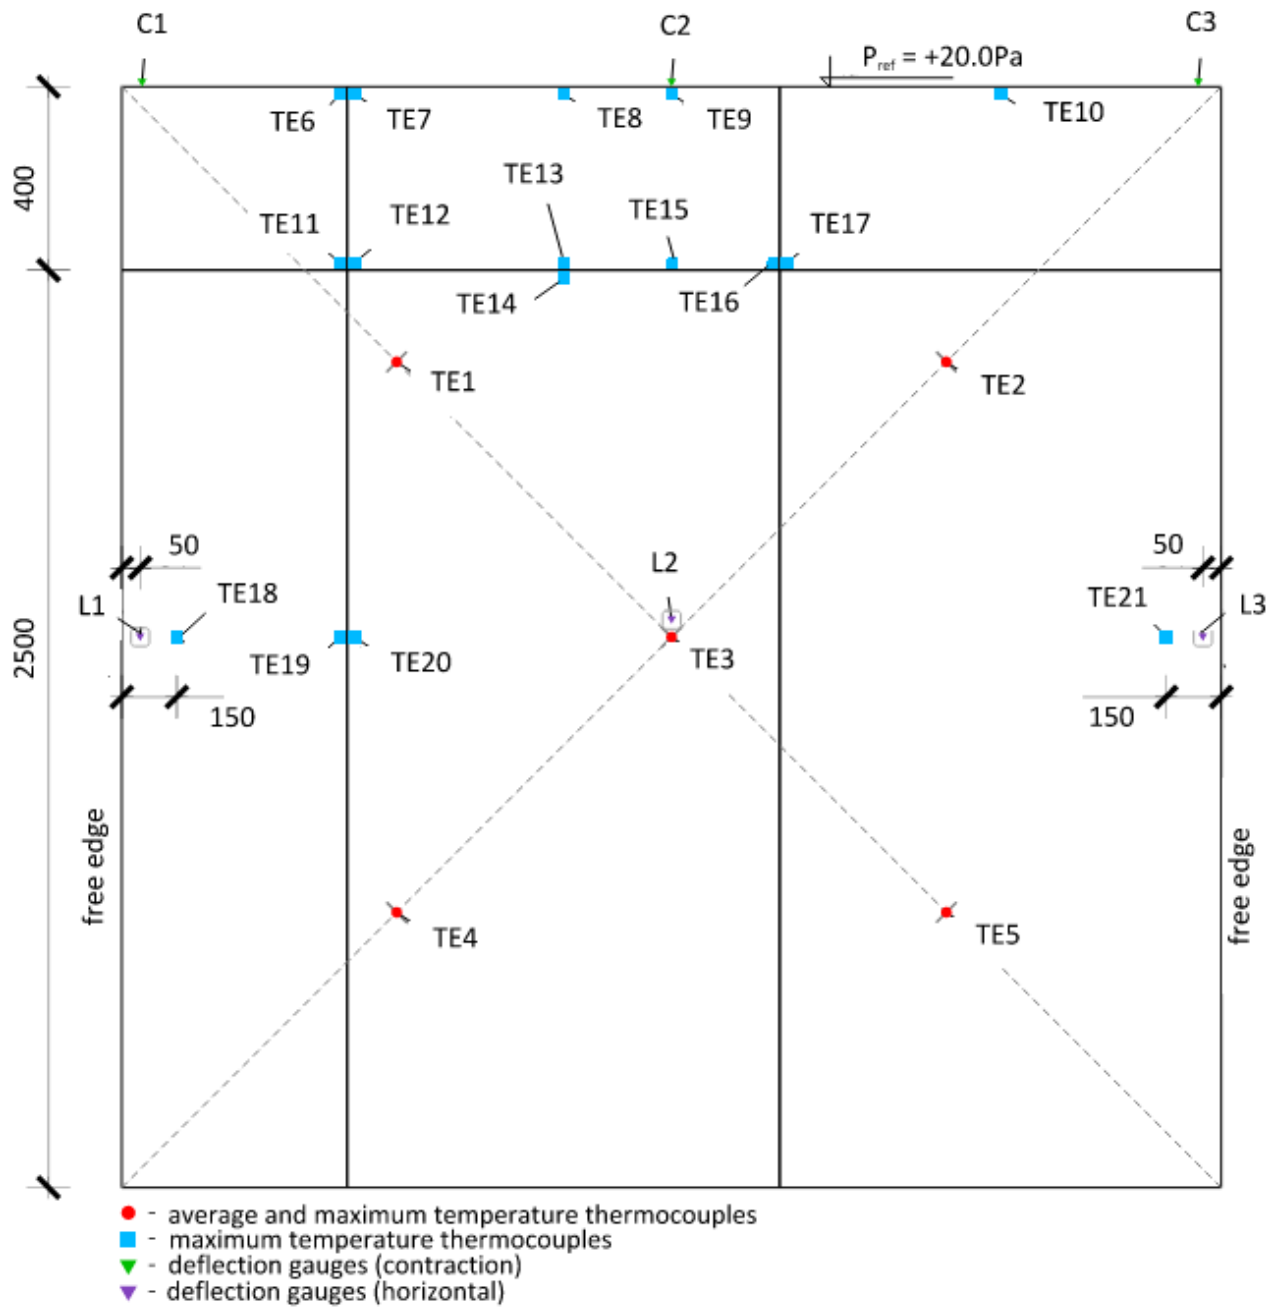 C1 C2 C3
P_ref = +20.0Pa
TE6 TE7 TE8 TE9 TE10
400
TE13
TE11 TE12 TE15 TE17
TE14 TE16
TE1 TE2
50 L2 50
L1 TE18 TE21 L3
2500 TE19 TE20 TE3
150 150
free edge free edge
TE4 TE5
- average and maximum temperature thermocouples
- maximum temperature thermocouples
- deflection gauges (contraction)
- deflection gauges (horizontal)